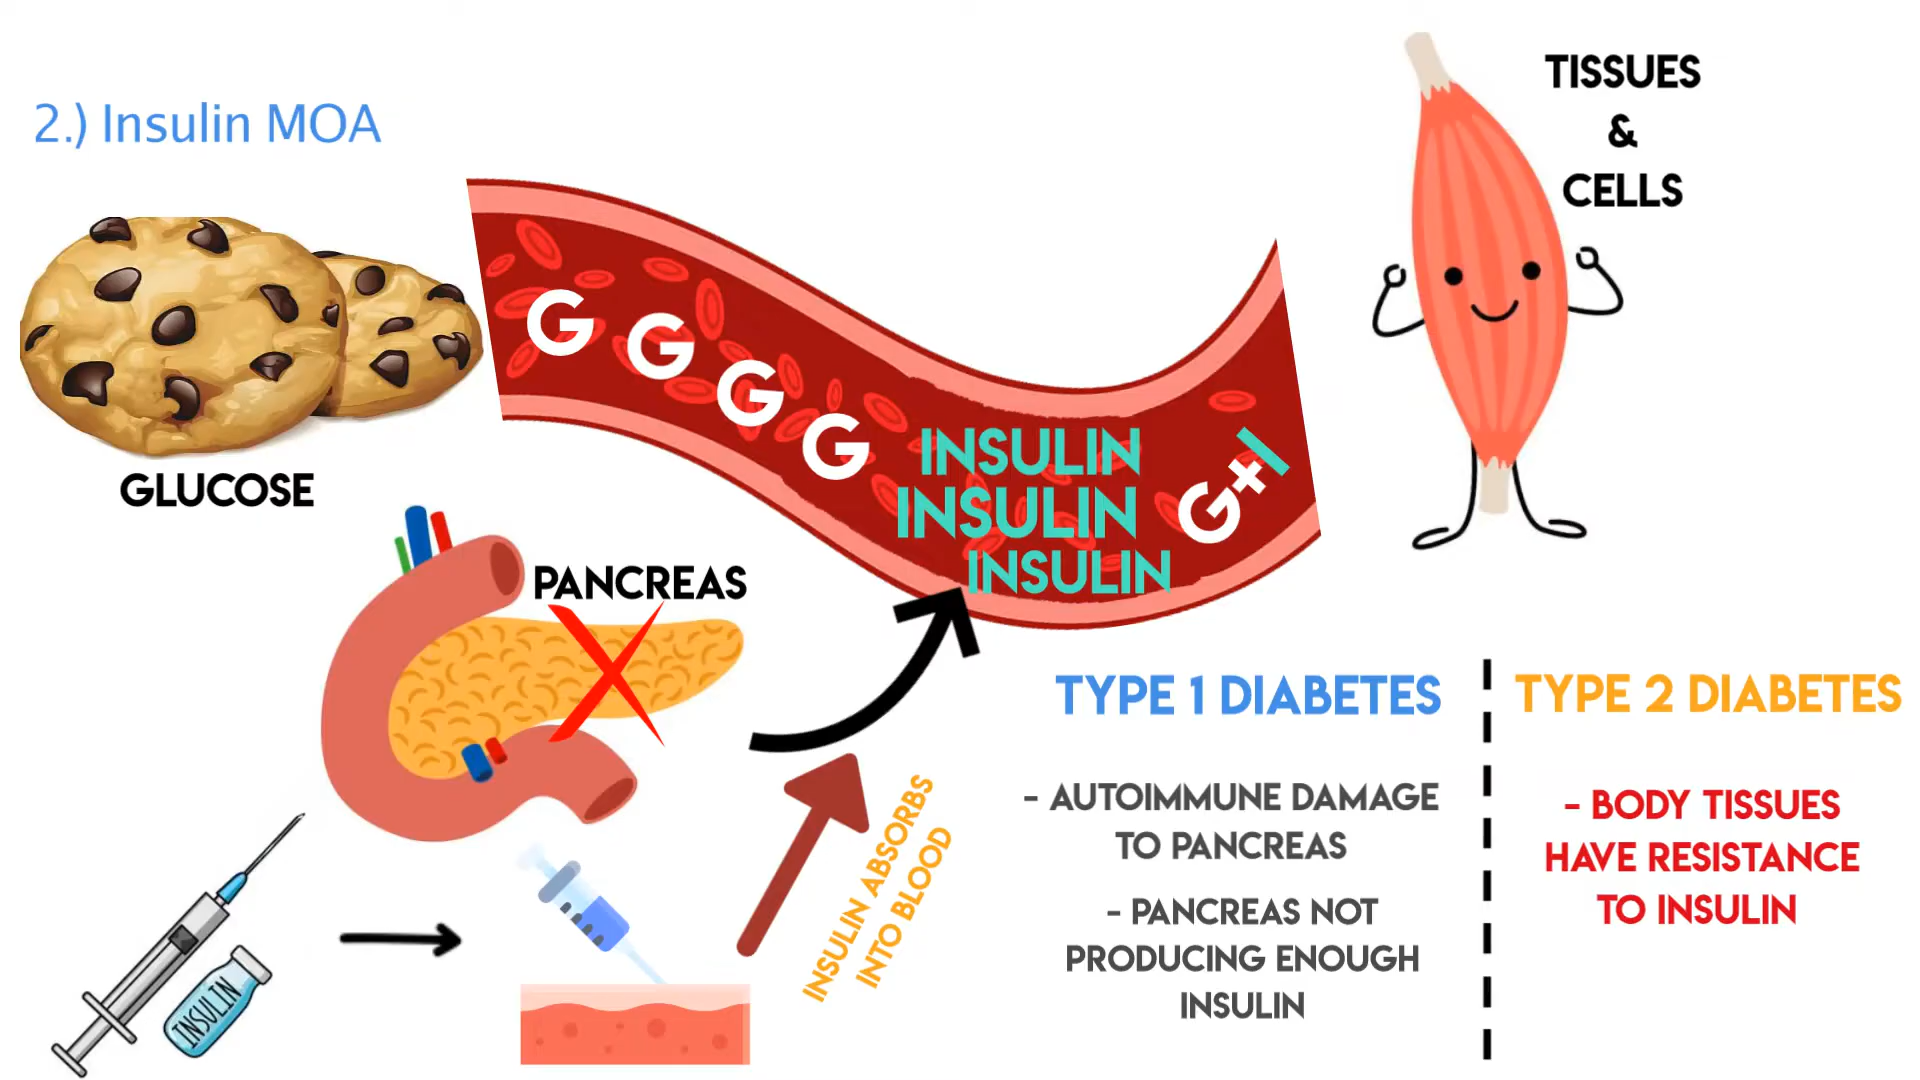 2.) Insulin MOA
TISSUES
&
CELLS
GLUCOSE
G G G G
INSULIN
INSULIN
INSULIN
G+I
PANCREAS
INSULIN
INSULIN ABSORBS
INTO BLOOD
TYPE 1 DIABETES
- AUTOIMMUNE DAMAGE
TO PANCREAS
- PANCREAS NOT
PRODUCING ENOUGH
INSULIN
TYPE 2 DIABETES
- BODY TISSUES
HAVE RESISTANCE
TO INSULIN